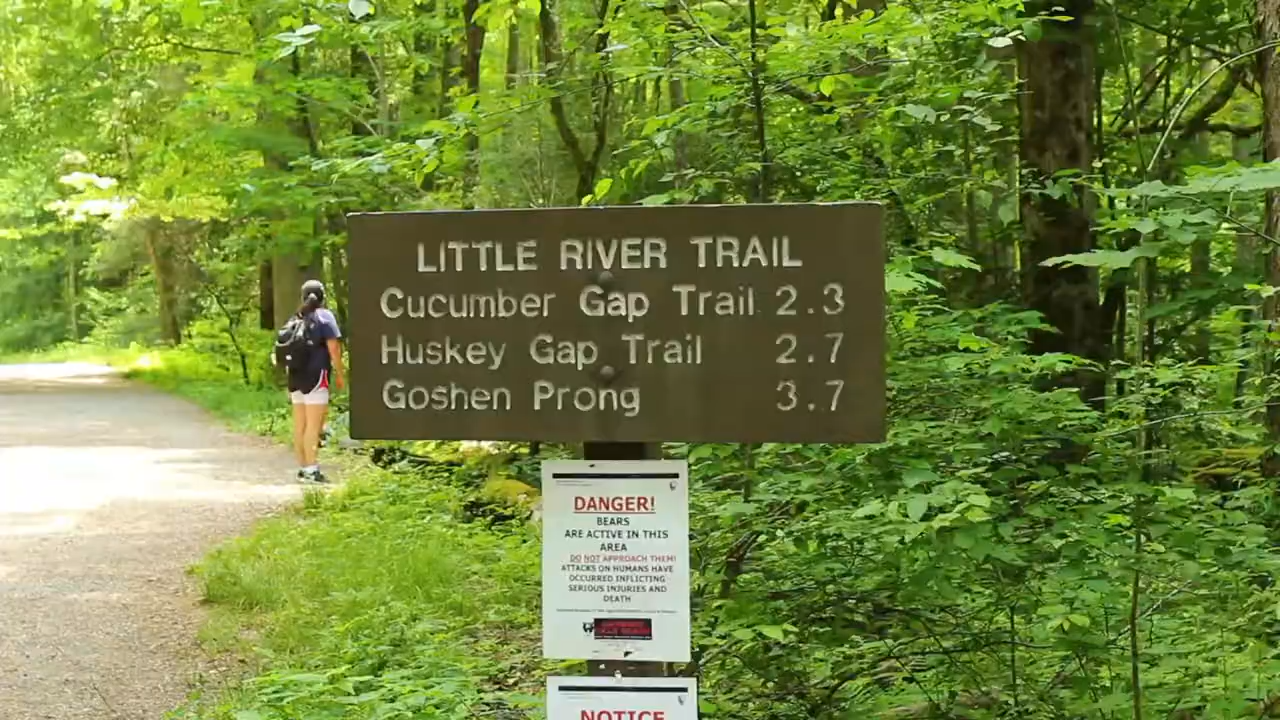 LITTLE RIVER TRAIL
Cucumber Gap Trail 2.3
Huskey Gap Trail 2.7
Goshen Prong 3.7
DANGER!
BEARS
ARE ACTIVE IN THIS
AREA
DO NOT APPROACH THEM!
ATTACKS ON HUMANS HAVE
OCCURRED INFLICTING
SERIOUS INJURIES AND
DEATH
NOTICE